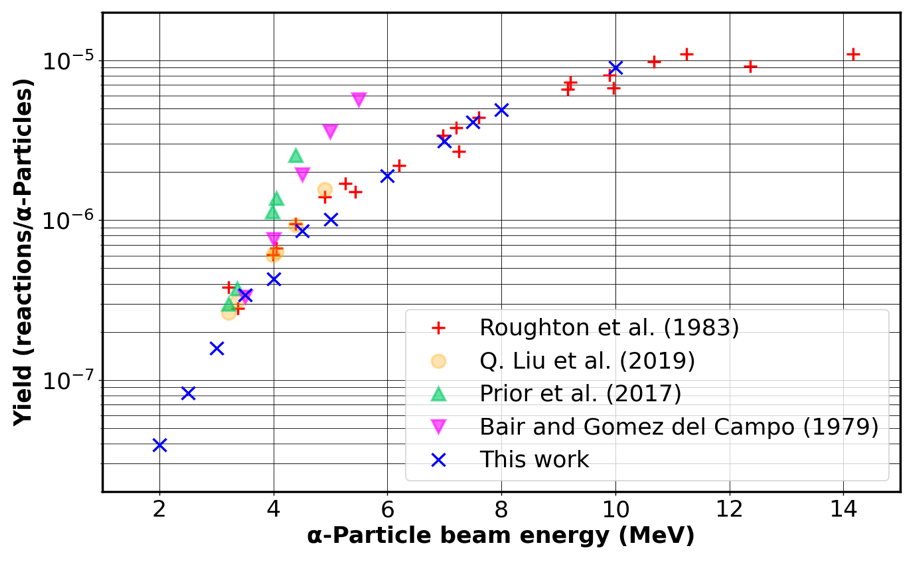 10⁻⁵
10⁻⁶
10⁻⁷
Yield (reactions/α-Particles)
Roughton et al. (1983)
Q. Liu et al. (2019)
Prior et al. (2017)
Bair and Gomez del Campo (1979)
This work
2 4 6 8 10 12 14
α-Particle beam energy (MeV)